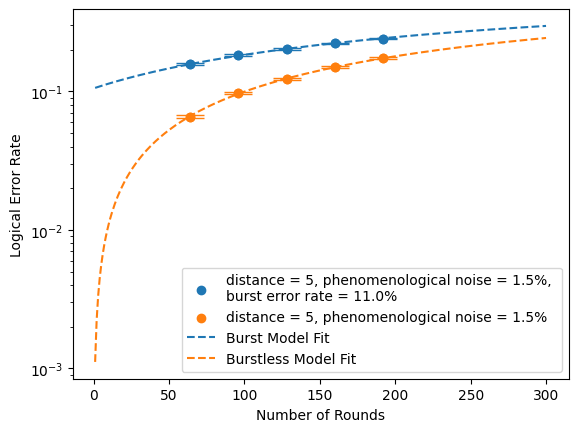 Logical Error Rate
10⁻¹
10⁻²
10⁻³
distance = 5, phenomenological noise = 1.5%,
burst error rate = 11.0%
distance = 5, phenomenological noise = 1.5%
Burst Model Fit
Burstless Model Fit
0 50 100 150 200 250 300
Number of Rounds